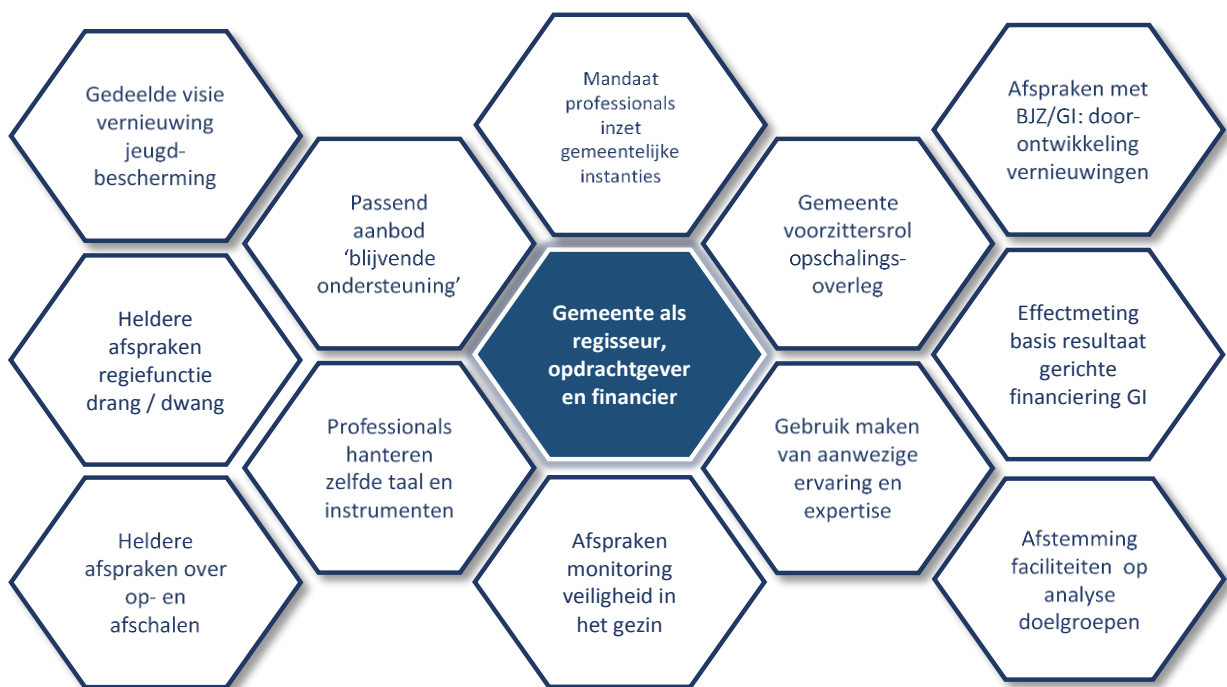 Gedeelde visie
vernieuwing
jeugd-
bescherming
Mandaat
professionals
inzet
gemeentelijke
instanties
Afspraken met
BJZ/GI: door-
ontwikkeling
vernieuwingen
Passend
aanbod
‘blijvende
ondersteuning’
Gemeente
voorzittersrol
opschalings-
overleg
Heldere
afspraken
regiefunctie
drang / dwang
Gemeente als
regisseur,
opdrachtgever
en financier
Effectmeting
basis resultaat
gerichte
financiering GI
Professionals
hanteren
zelfde taal en
instrumenten
Gebruik maken
van aanwezige
ervaring en
expertise
Heldere
afspraken over
op- en
afschalen
Afspraken
monitoring
veiligheid in
het gezin
Afstemming
faciliteiten op
analyse
doelgroepen